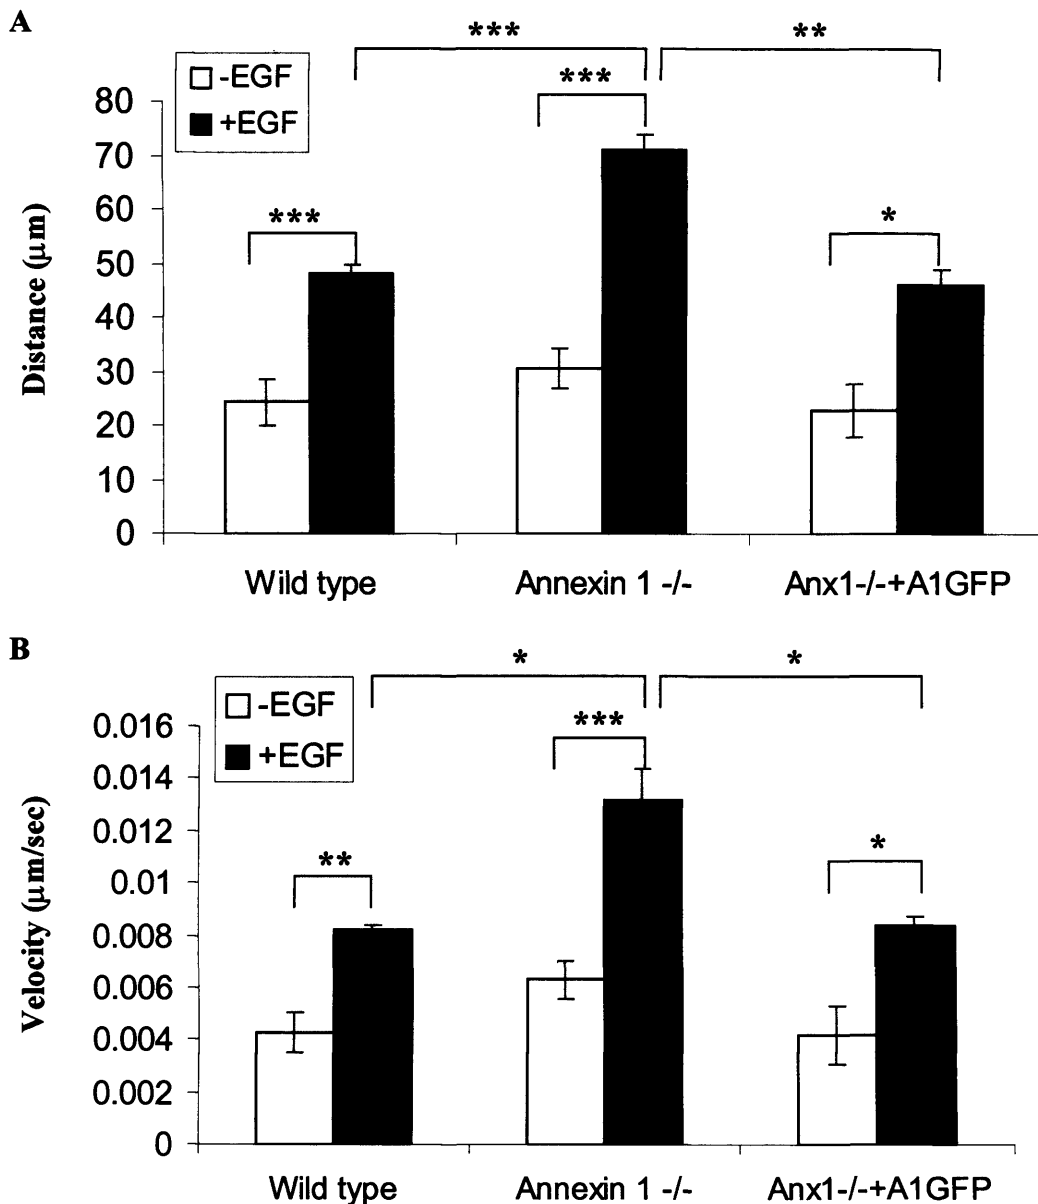 A
*** **
-EGF
+EGF
***
80
70
60
50
40
30
20
10
0
*** *
Distance (μm)
Wild type Annexin 1 -/- Anx1-/-+A1GFP
B
* *
-EGF
+EGF
***
0.016
0.014
0.012
0.01
0.008
0.006
0.004
0.002
0
** *
Velocity (μm/sec)
Wild type Annexin 1 -/- Anx1-/-+A1GFP